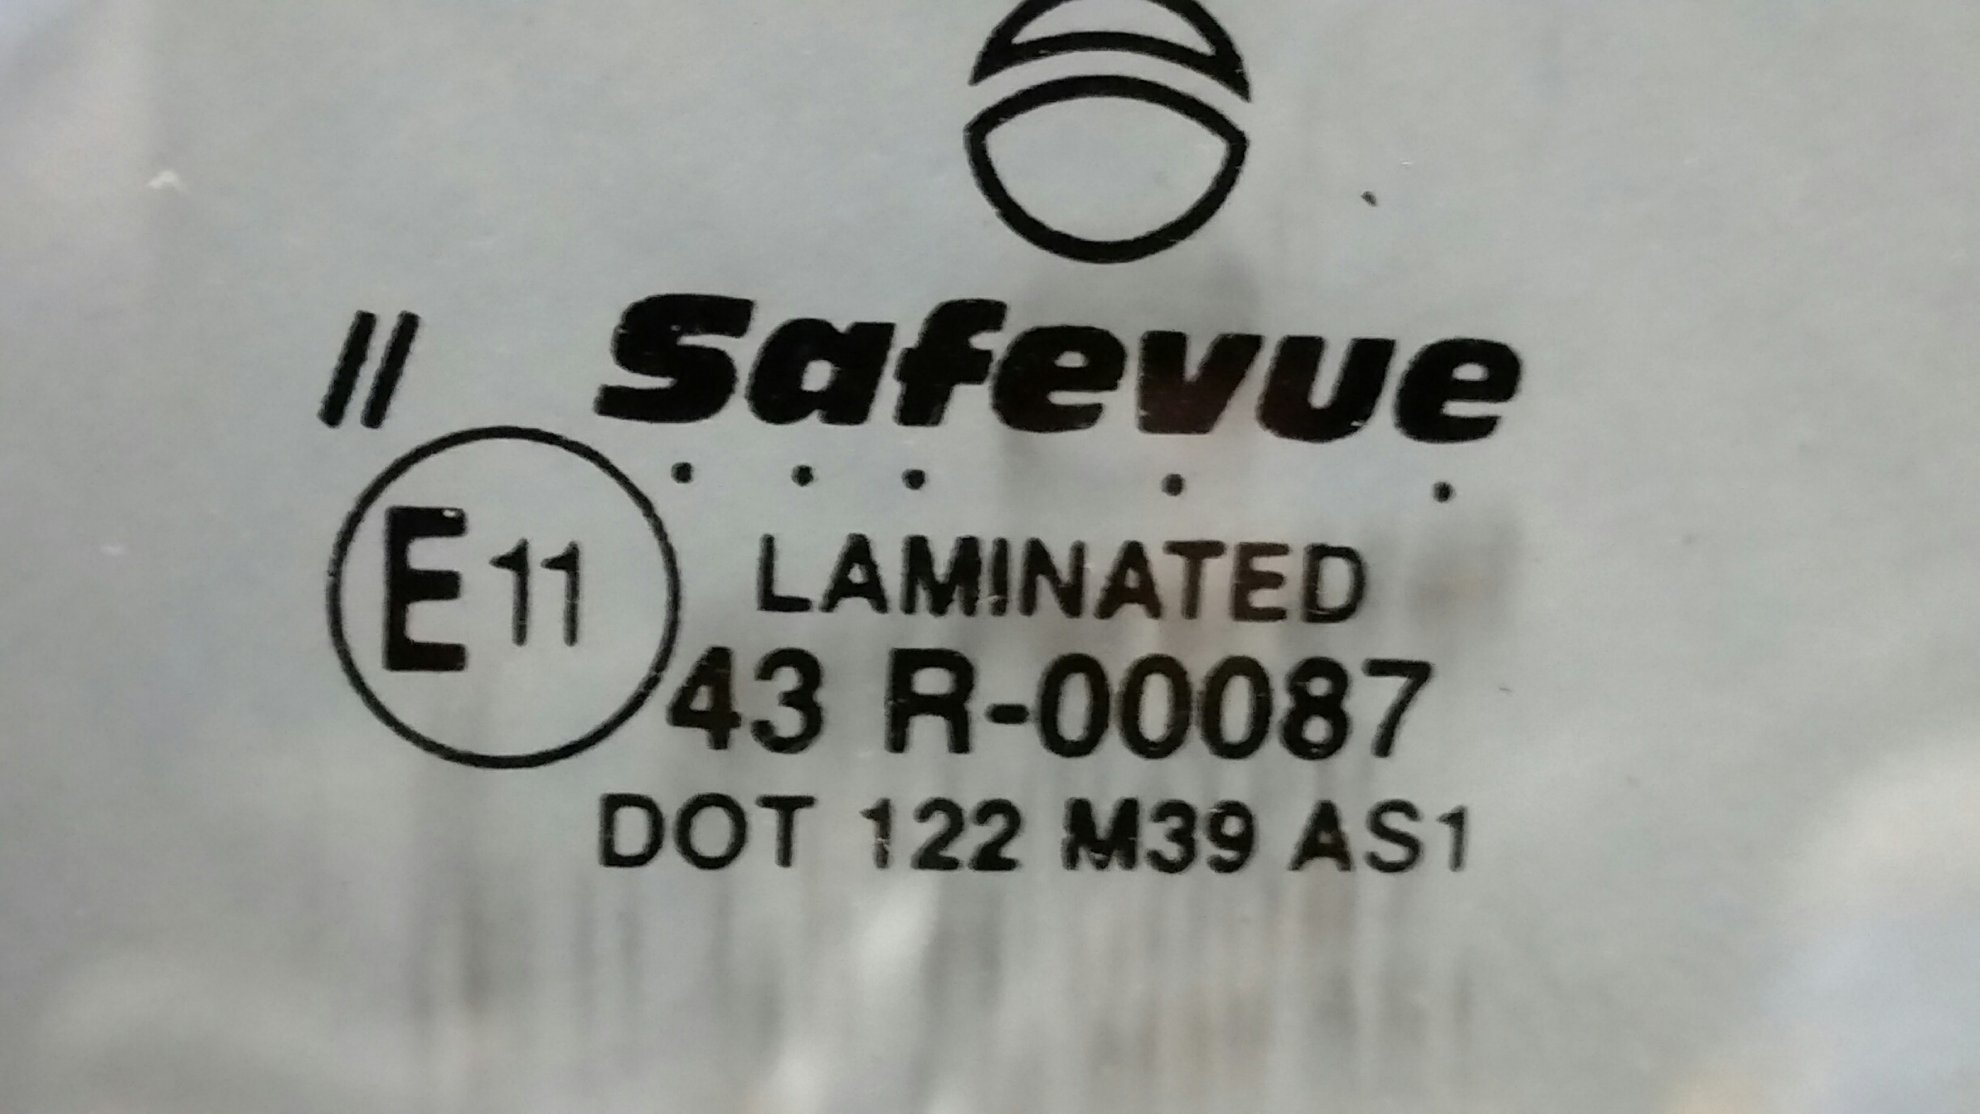 //
Safevue
. . . . .
E11
LAMINATED
43 R-00087
DOT 122 M39 AS1